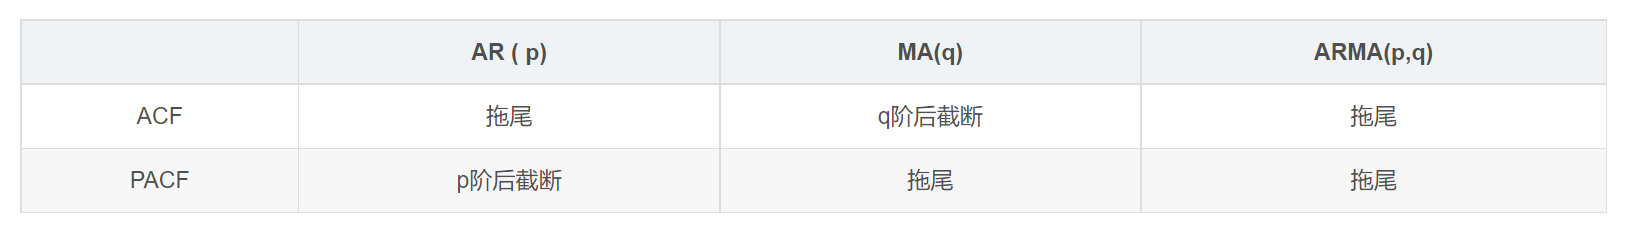 AR ( p) MA(q) ARMA(p,q)
ACF 拖尾 q阶后截断 拖尾
PACF p阶后截断 拖尾 拖尾